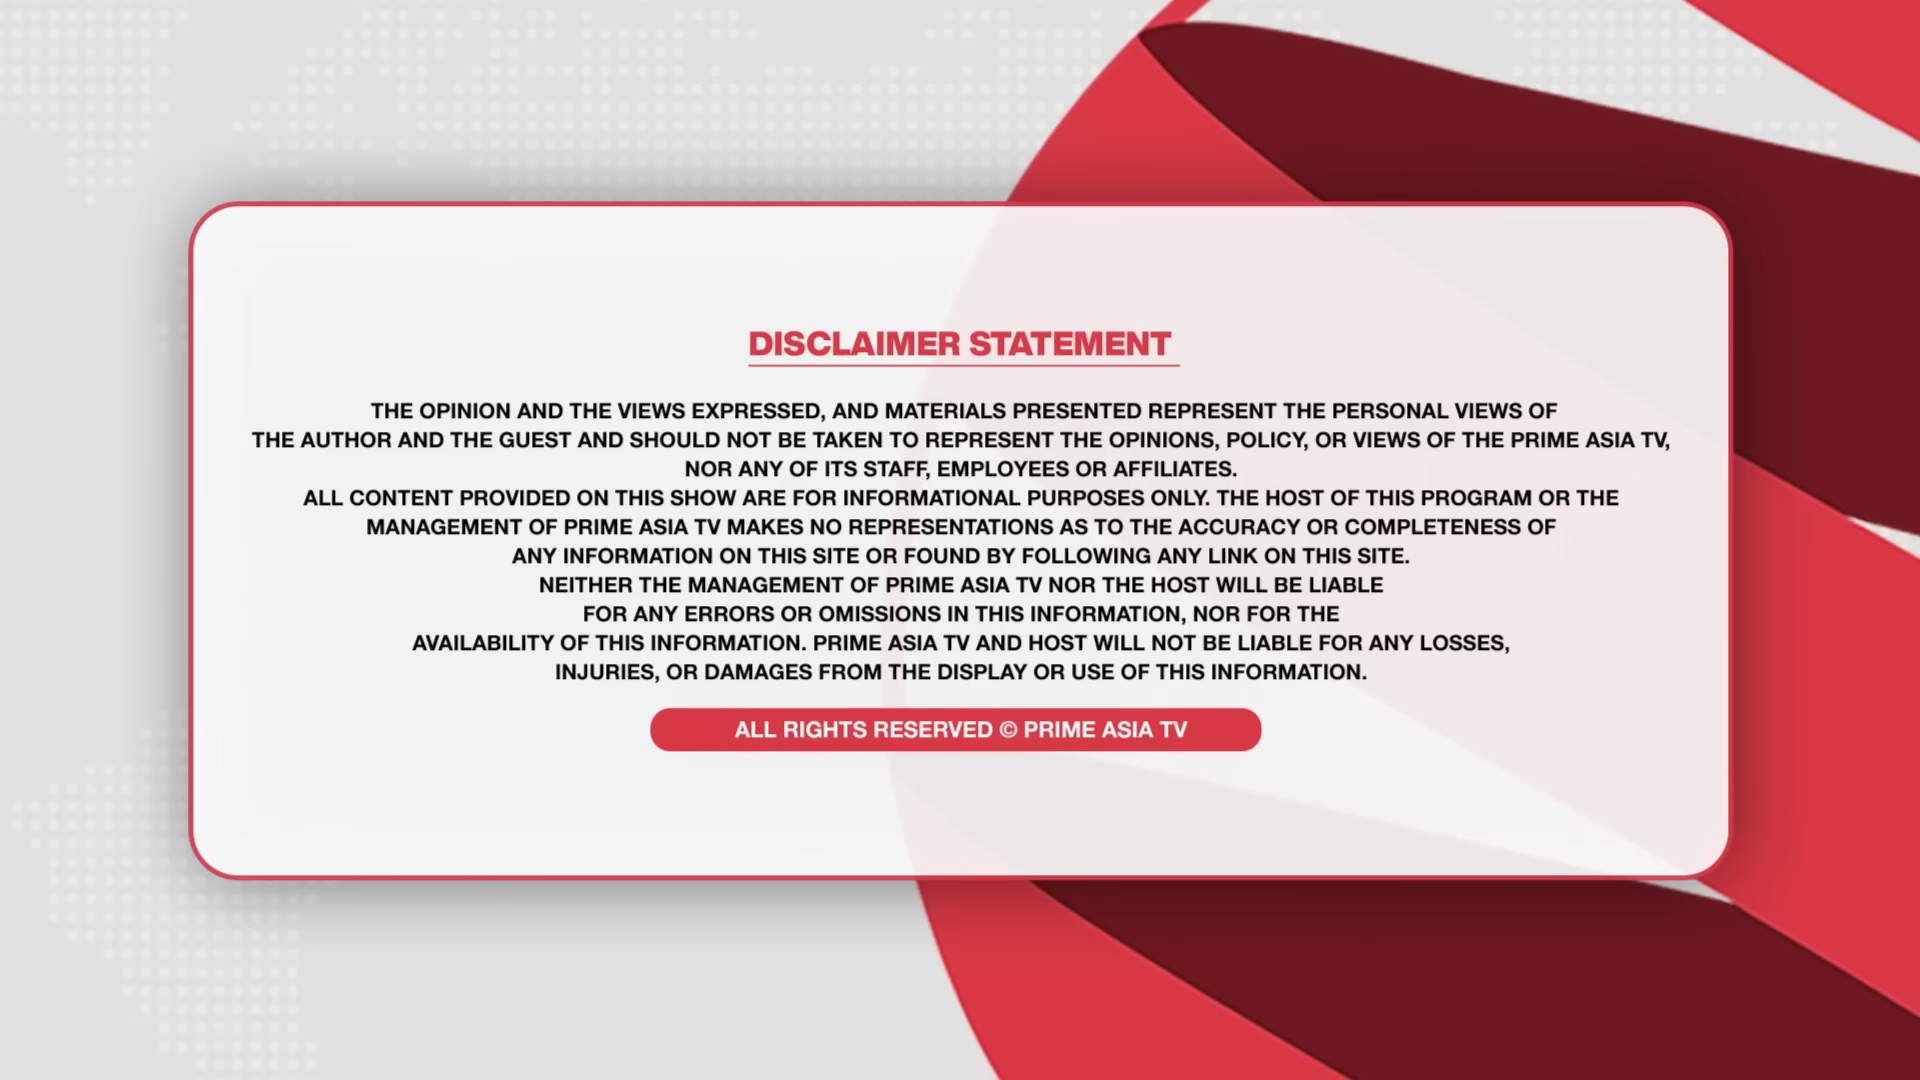 DISCLAIMER STATEMENT
THE OPINION AND THE VIEWS EXPRESSED, AND MATERIALS PRESENTED REPRESENT THE PERSONAL VIEWS OF
THE AUTHOR AND THE GUEST AND SHOULD NOT BE TAKEN TO REPRESENT THE OPINIONS, POLICY, OR VIEWS OF THE PRIME ASIA TV,
NOR ANY OF ITS STAFF, EMPLOYEES OR AFFILIATES.
ALL CONTENT PROVIDED ON THIS SHOW ARE FOR INFORMATIONAL PURPOSES ONLY. THE HOST OF THIS PROGRAM OR THE
MANAGEMENT OF PRIME ASIA TV MAKES NO REPRESENTATIONS AS TO THE ACCURACY OR COMPLETENESS OF
ANY INFORMATION ON THIS SITE OR FOUND BY FOLLOWING ANY LINK ON THIS SITE.
NEITHER THE MANAGEMENT OF PRIME ASIA TV NOR THE HOST WILL BE LIABLE
FOR ANY ERRORS OR OMISSIONS IN THIS INFORMATION, NOR FOR THE
AVAILABILITY OF THIS INFORMATION. PRIME ASIA TV AND HOST WILL NOT BE LIABLE FOR ANY LOSSES,
INJURIES, OR DAMAGES FROM THE DISPLAY OR USE OF THIS INFORMATION.
ALL RIGHTS RESERVED © PRIME ASIA TV